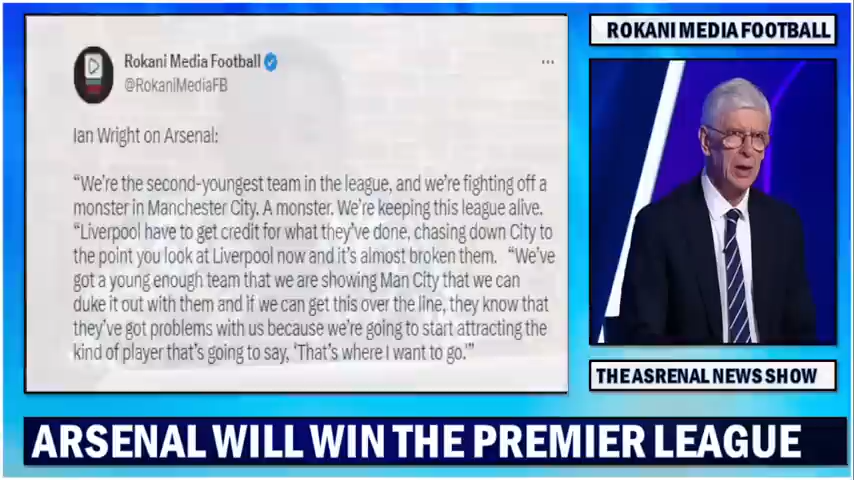 Rokani Media Football
@RokaniMediaFB
...
Ian Wright on Arsenal:
“We’re the second-youngest team in the league, and we’re fighting off a
monster in Manchester City. A monster. We’re keeping this league alive.
“Liverpool have to get credit for what they’ve done, chasing down City to
the point you look at Liverpool now and it’s almost broken them. “We’ve
got a young enough team that we are showing Man City that we can
duke it out with them and if we can get this over the line, they know that
they’ve got problems with us because we’re going to start attracting the
kind of player that’s going to say, ‘That’s where I want to go.’”
ROKANI MEDIA FOOTBALL
THE ASRENAL NEWS SHOW
ARSENAL WILL WIN THE PREMIER LEAGUE